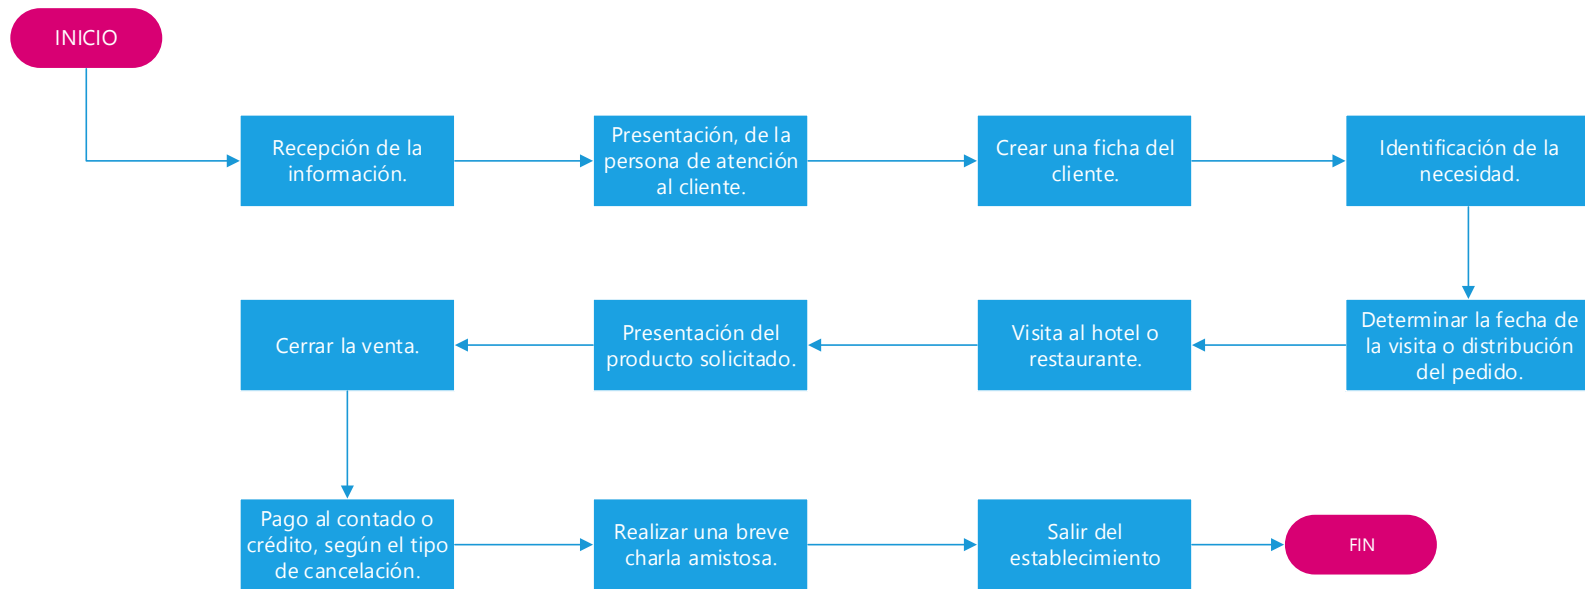 INICIO
Recepción de la
información.
Presentación, de la
persona de atención
al cliente.
Crear una ficha del
cliente.
Identificación de la
necesidad.
Determinar la fecha de
la visita o distribución
del pedido.
Visita al hotel o
restaurante.
Presentación del
producto solicitado.
Cerrar la venta.
Pago al contado o
crédito, según el tipo
de cancelación.
Realizar una breve
charla amistosa.
Salir del
establecimiento
FIN